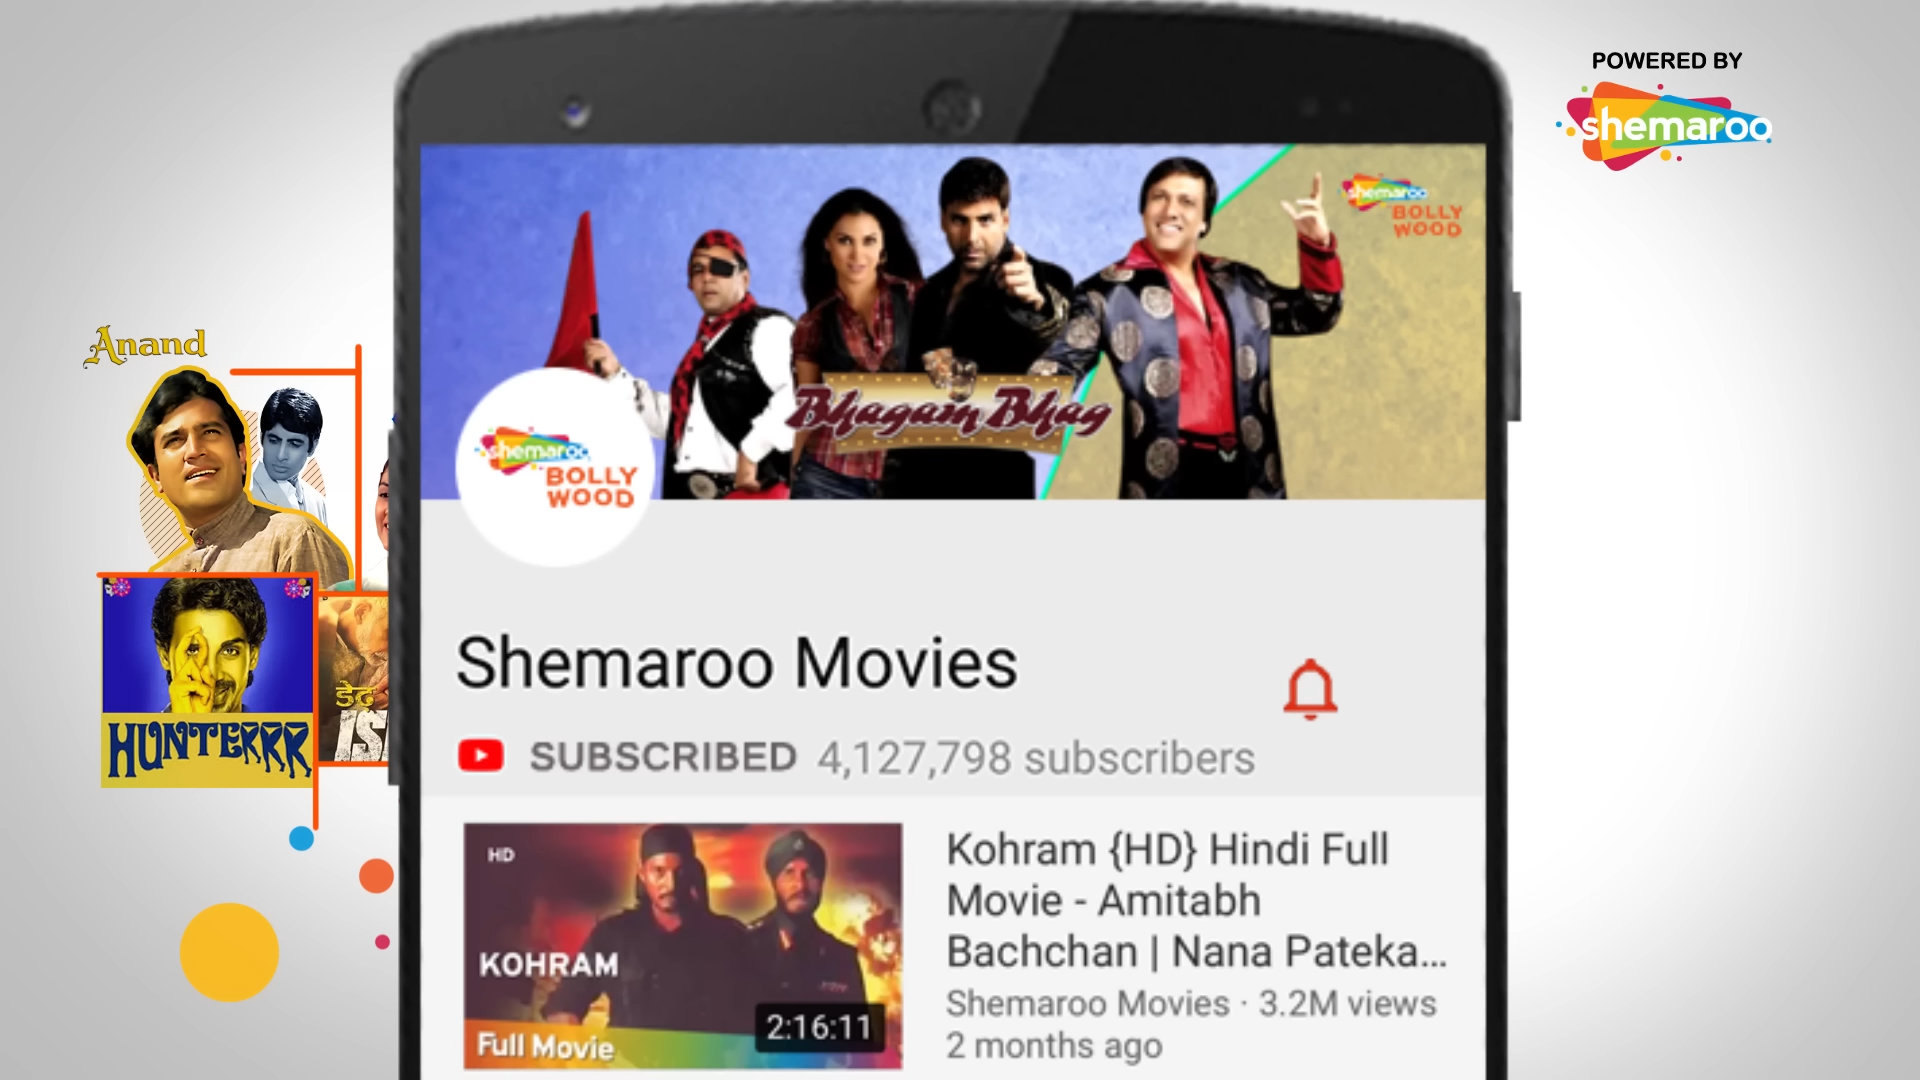 POWERED BY
shemaroo
shemaroo
BOLLY
WOOD
Anand
Bhagam Bhag
shemaroo
BOLLY
WOOD
HUNTERRR
डेढ़
Shemaroo Movies
SUBSCRIBED 4,127,798 subscribers
HD
KOHRAM
2:16:11
Full Movie
Kohram {HD} Hindi Full
Movie - Amitabh
Bachchan | Nana Pateka...
Shemaroo Movies · 3.2M views
2 months ago